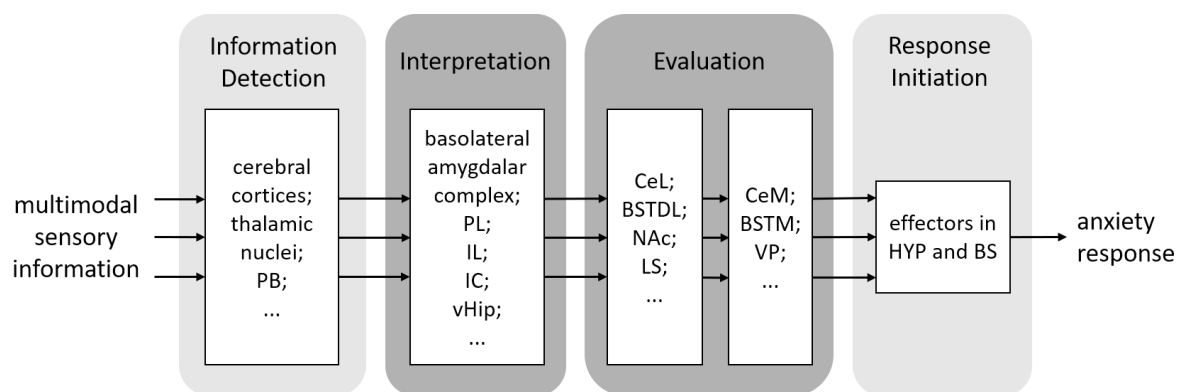 multimodal
sensory
information
Information
Detection
cerebral
cortices;
thalamic
nuclei;
PB;
...
Interpretation
basolateral
amygdalar
complex;
PL;
IL;
IC;
vHip;
...
Evaluation
CeL;
BSTDL;
NAc;
LS;
...
CeM;
BSTM;
VP;
...
Response
Initiation
effectors in
HYP and BS
anxiety
response